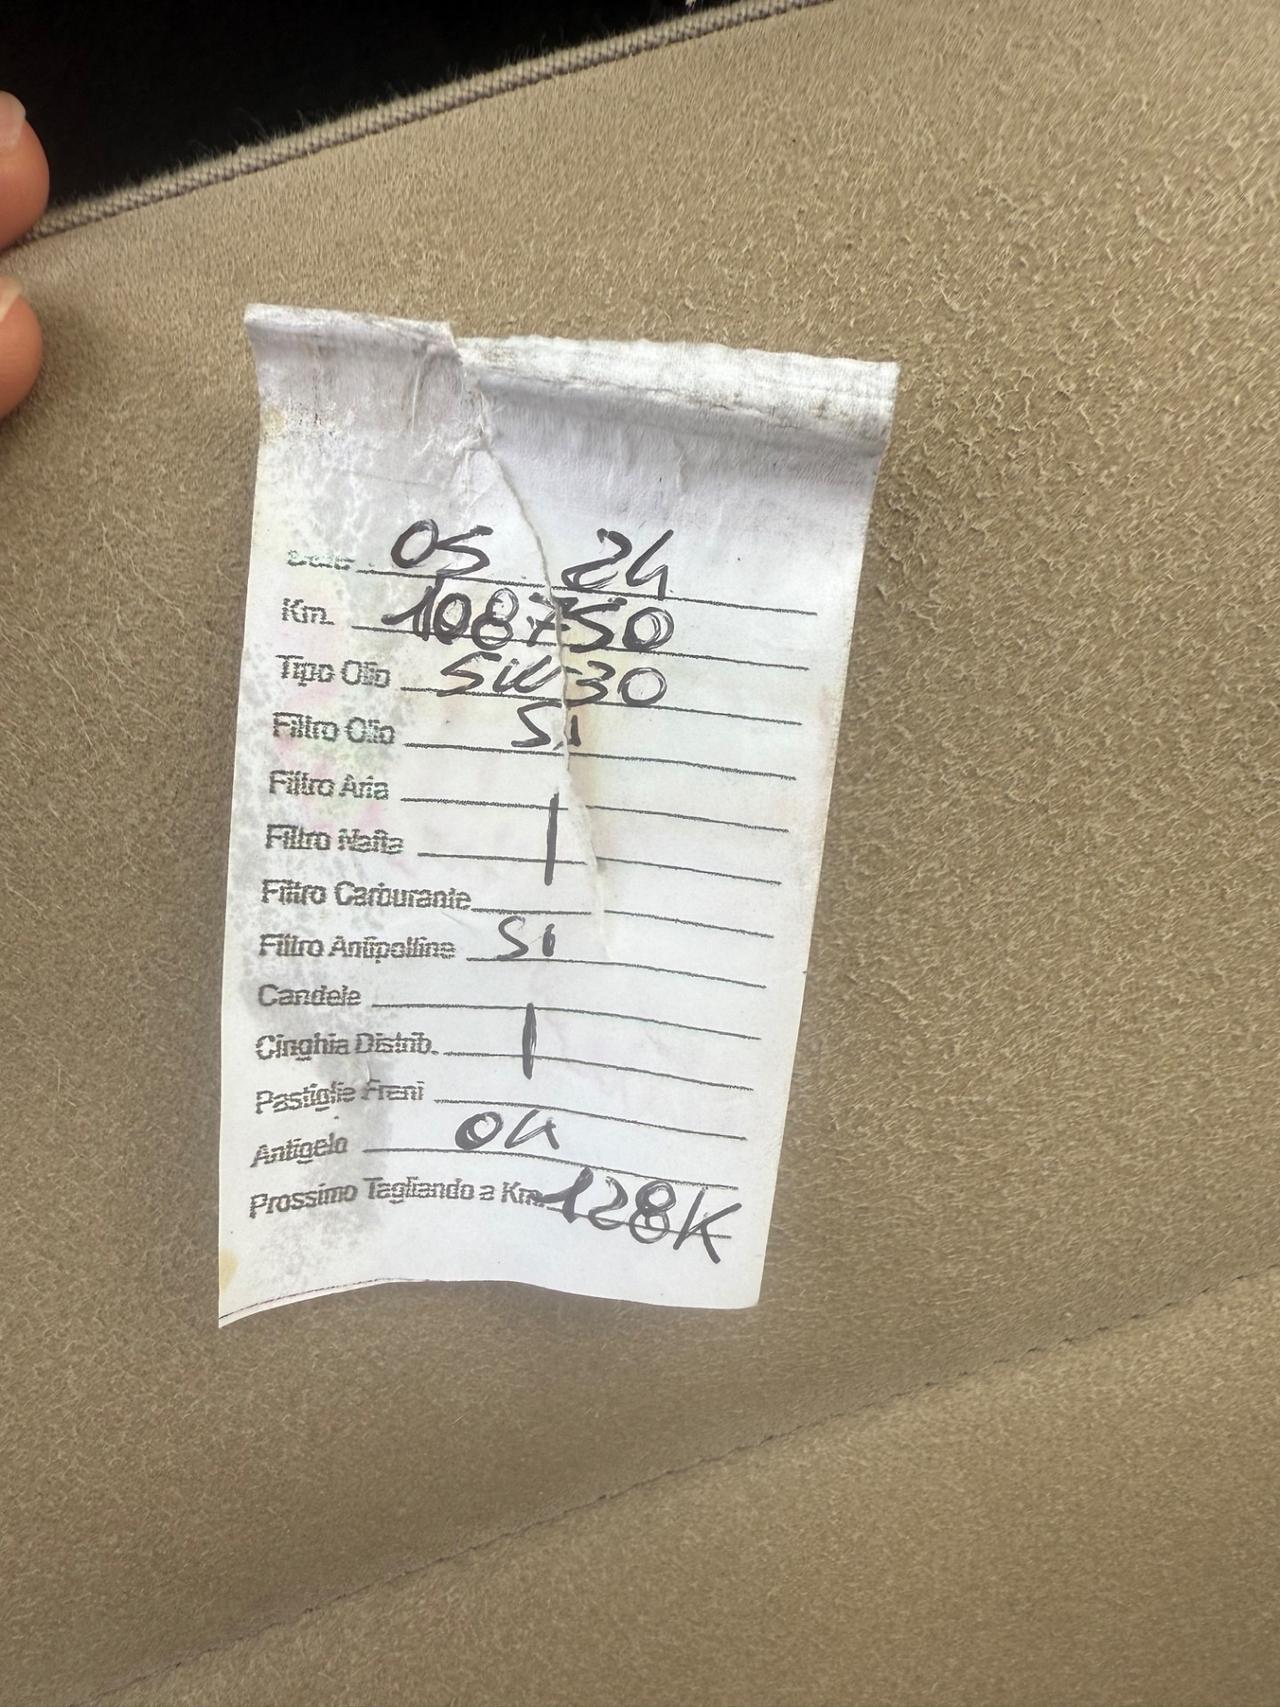 Data 05 24
Km. 108750
Tipo Olio 5W30
Filtro Olio Si
Filtro Aria
Filtro Nafta
Filtro Carburante
Filtro Antipolline Si
Candele
Cinghia Distrib.
Pastiglie Freni
Antigelo OK
Prossimo Tagliando a Km. 128K